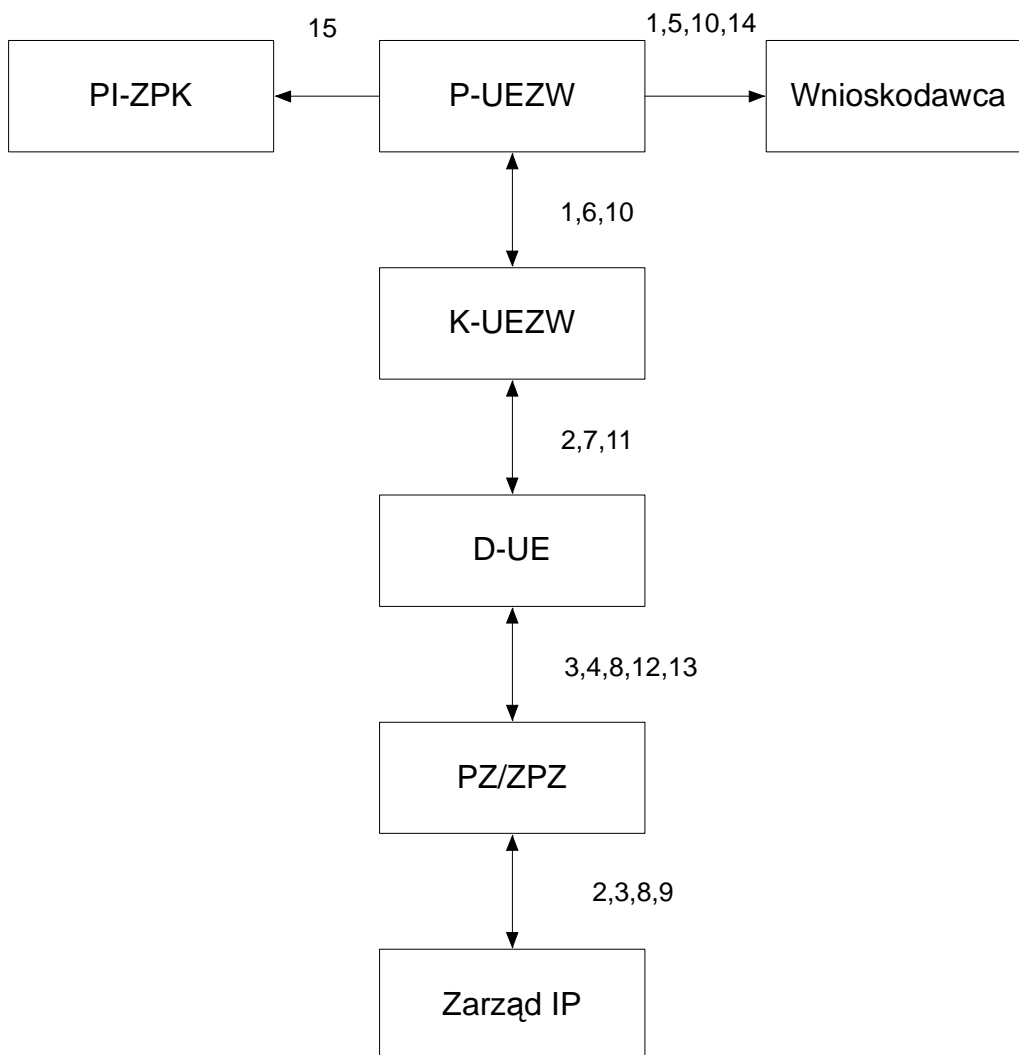 15
1,5,10,14
PI-ZPK
P-UEZW
Wnioskodawca
1,6,10
K-UEZW
2,7,11
D-UE
3,4,8,12,13
PZ/ZPZ
2,3,8,9
Zarząd IP